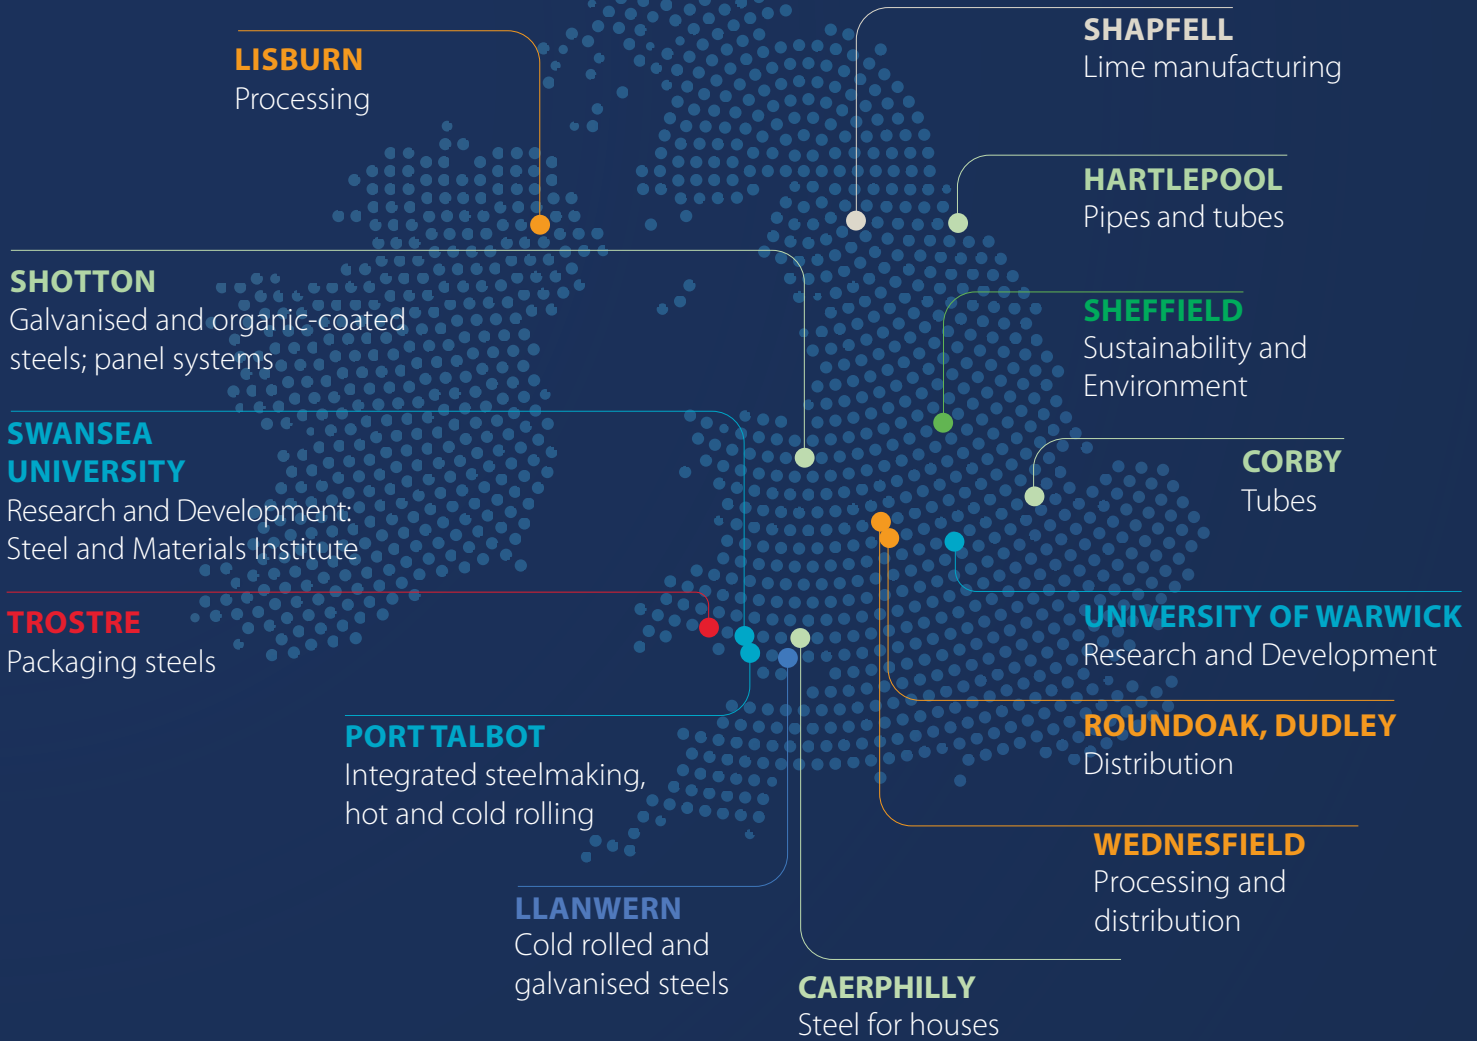 LISBURN
Processing
SHAPFELL
Lime manufacturing
HARTLEPOOL
Pipes and tubes
SHOTTON
Galvanised and organic-coated
steels; panel systems
SHEFFIELD
Sustainability and
Environment
SWANSEA
UNIVERSITY
Research and Development:
Steel and Materials Institute
CORBY
Tubes
TROSTRE
Packaging steels
UNIVERSITY OF WARWICK
Research and Development
PORT TALBOT
Integrated steelmaking,
hot and cold rolling
ROUNDOAK, DUDLEY
Distribution
WEDNESFIELD
Processing and
distribution
LLANWERN
Cold rolled and
galvanised steels
CAERPHILLY
Steel for houses